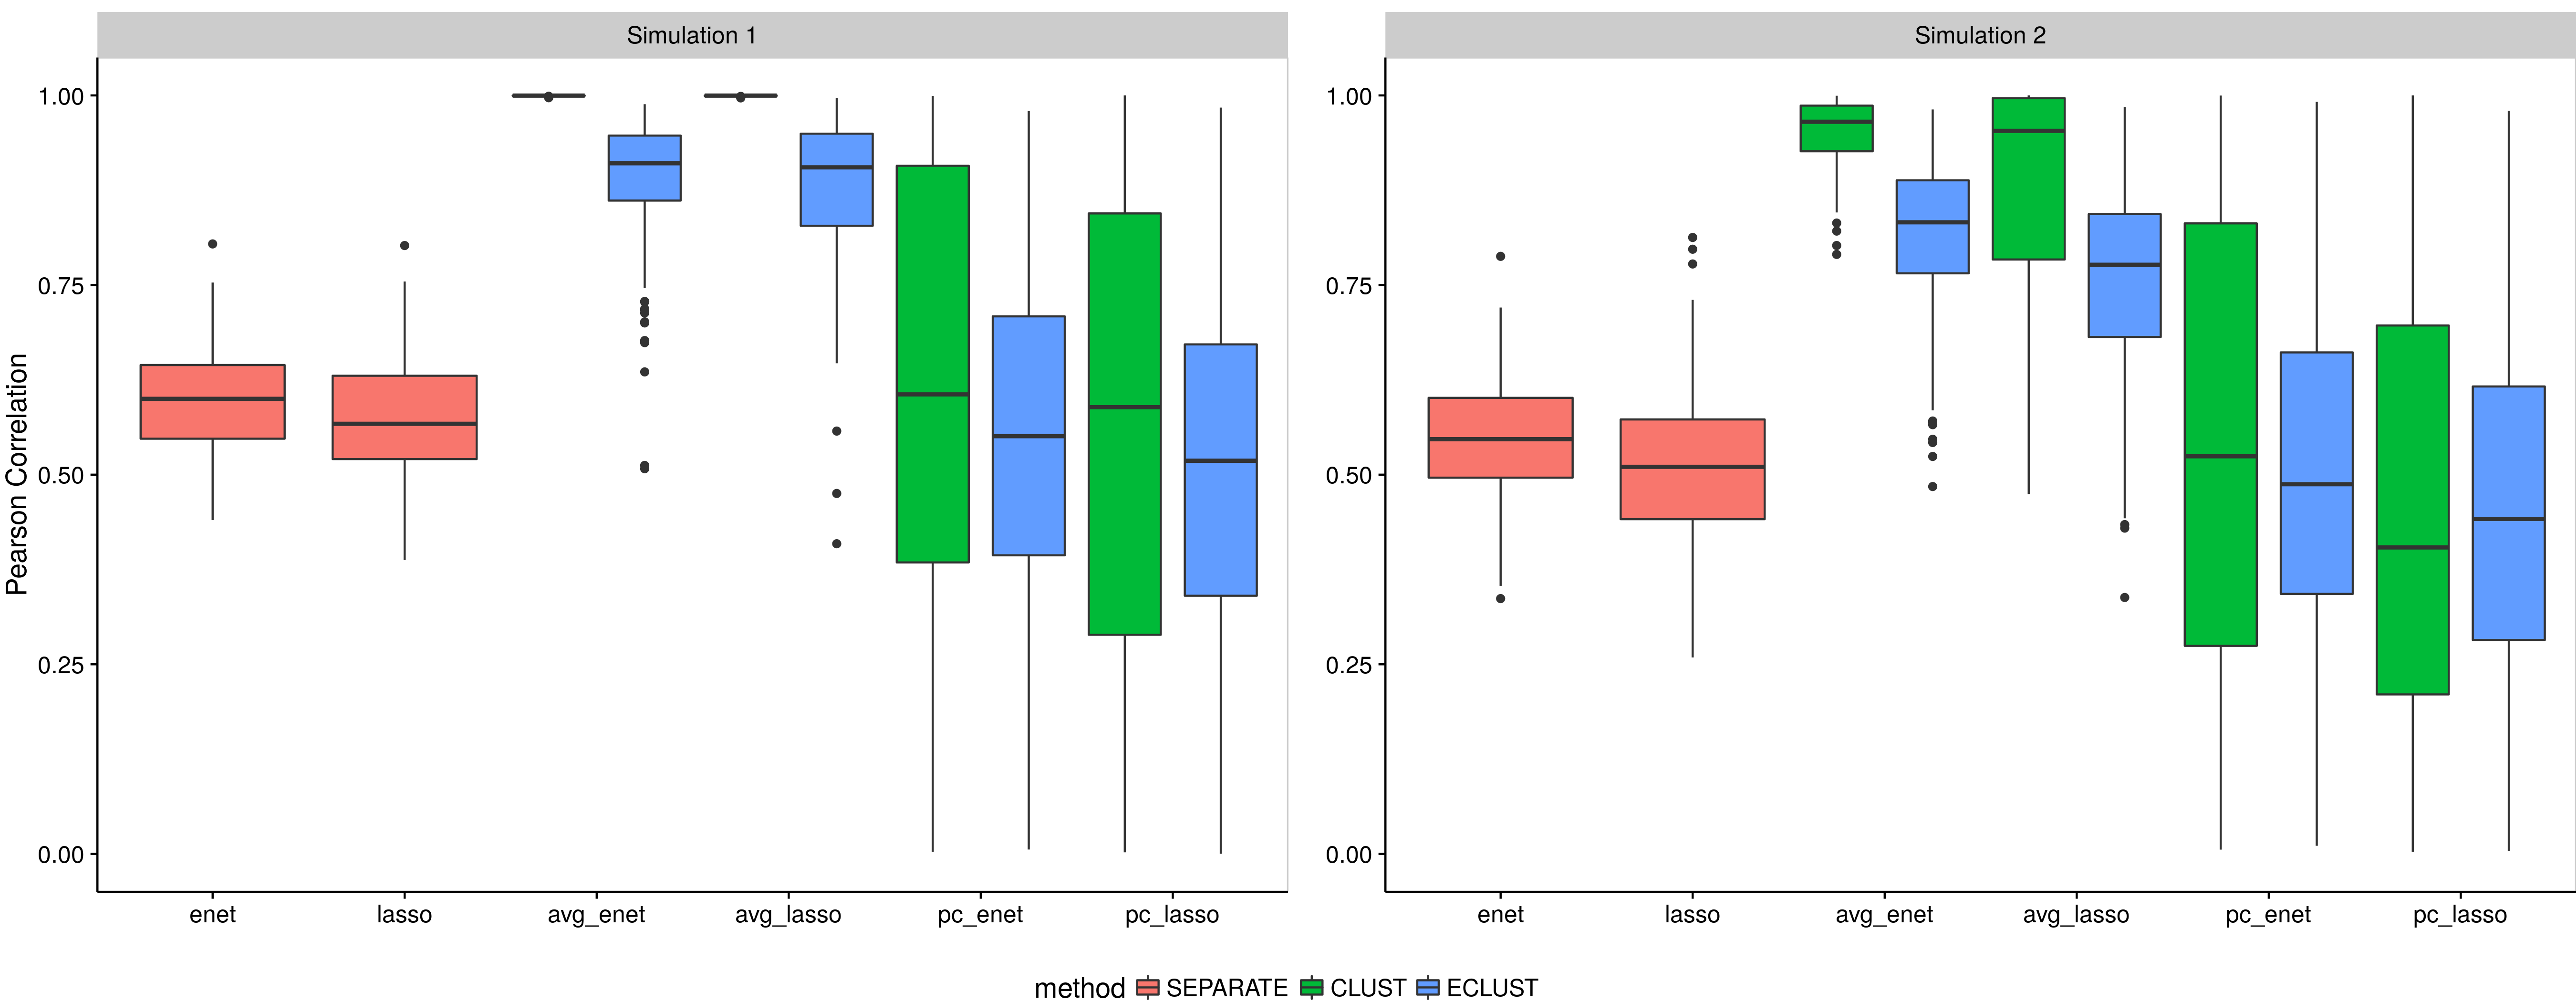 Simulation 1
Simulation 2
Pearson Correlation
1.00
0.75
0.50
0.25
0.00
1.00
0.75
0.50
0.25
0.00
enet lasso avg_enet avg_lasso pc_enet pc_lasso
enet lasso avg_enet avg_lasso pc_enet pc_lasso
method SEPARATE CLUST ECLUST